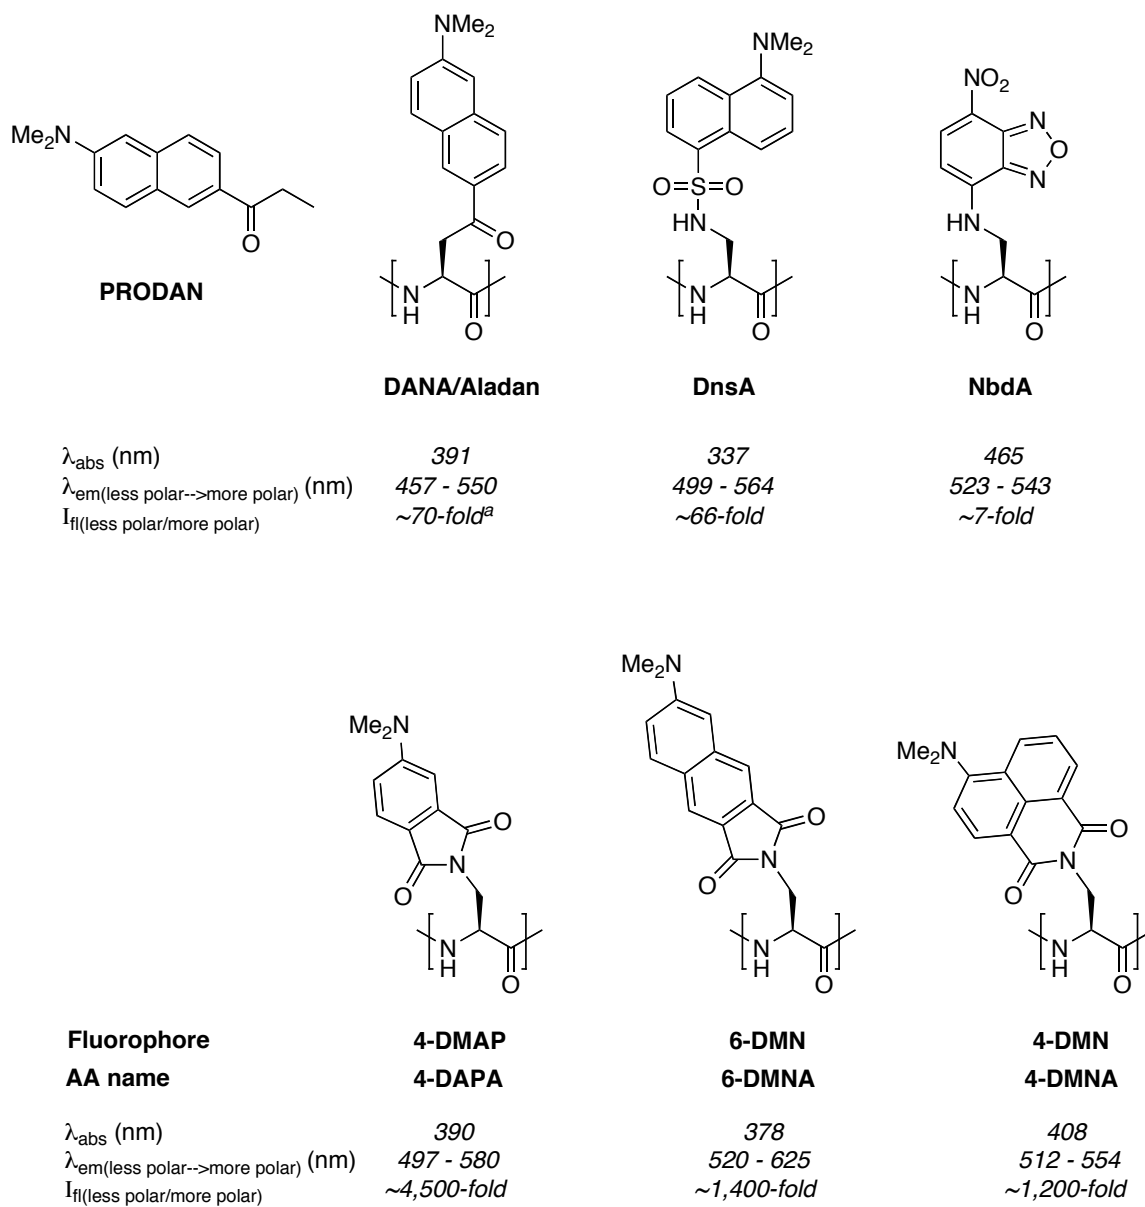 NMe2
NMe2
NO2
Me2N
N
O
N
O
O S O
HN
HN
O
N
H
O
N
H
O
N
H
O
PRODAN
DANA/Aladan DnsA NbdA
λabs (nm) 391 337 465
λem(less polar-->more polar) (nm) 457 - 550 499 - 564 523 - 543
Ifl(less polar/more polar) ~70-folda ~66-fold ~7-fold
Me2N
Me2N
Me2N
O
N
O
O
N
O
O
N
O
N
H
O
N
H
O
N
H
O
Fluorophore 4-DMAP 6-DMN 4-DMN
AA name 4-DAPA 6-DMNA 4-DMNA
λabs (nm) 390 378 408
λem(less polar-->more polar) (nm) 497 - 580 520 - 625 512 - 554
Ifl(less polar/more polar) ~4,500-fold ~1,400-fold ~1,200-fold